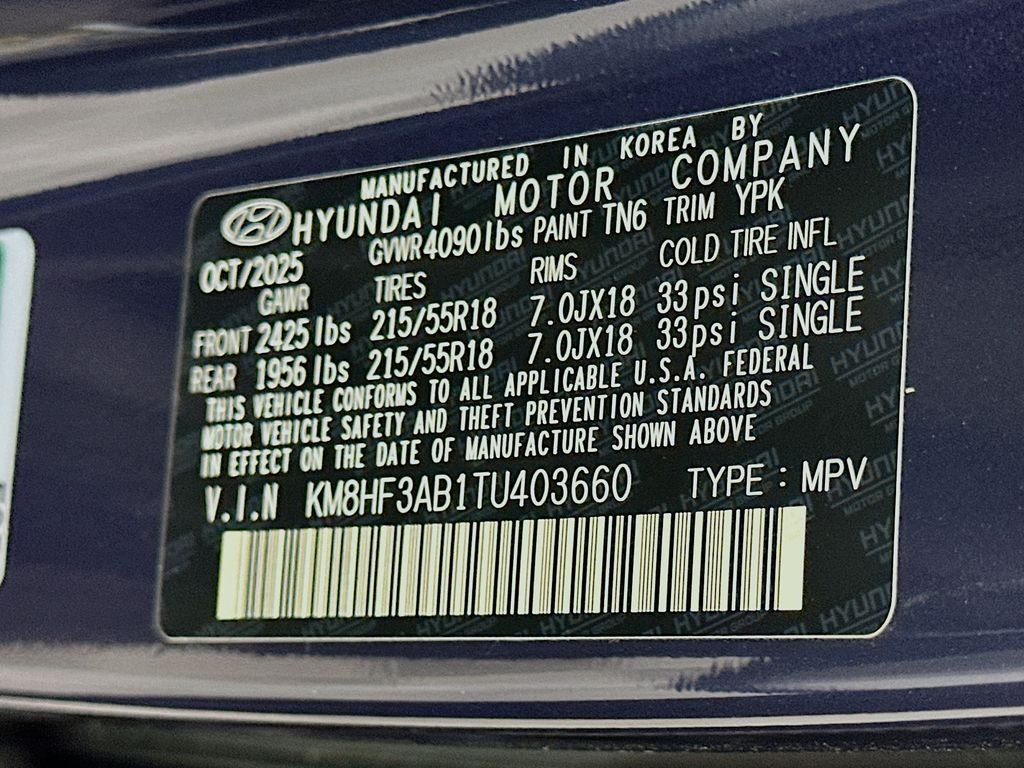 MANUFACTURED IN KOREA BY
HYUNDAI MOTOR COMPANY
OCT/2025 GVWR 4090lbs PAINT TN6 TRIM YPK
GAWR TIRES RIMS COLD TIRE INFL
FRONT 2425lbs 215/55R18 7.0JX18 33psi SINGLE
REAR 1956lbs 215/55R18 7.0JX18 33psi SINGLE
THIS VEHICLE CONFORMS TO ALL APPLICABLE U.S.A. FEDERAL
MOTOR VEHICLE SAFETY AND THEFT PREVENTION STANDARDS
IN EFFECT ON THE DATE OF MANUFACTURE SHOWN ABOVE
V.I.N KM8HF3AB1TU403660 TYPE : MPV